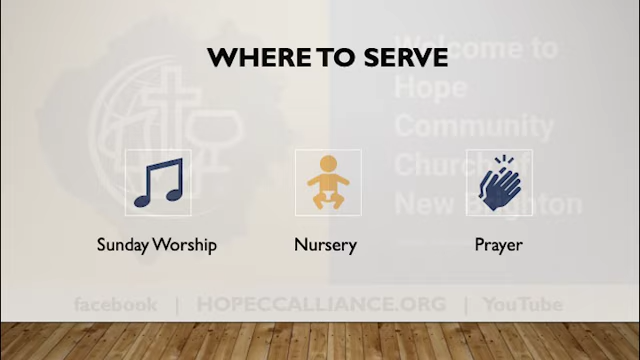 WHERE TO SERVE
Welcome to
Hope
Community
Church of
New Brighton
Sunday Worship
Nursery
Prayer
facebook | HOPECCALLIANCE.ORG | YouTube